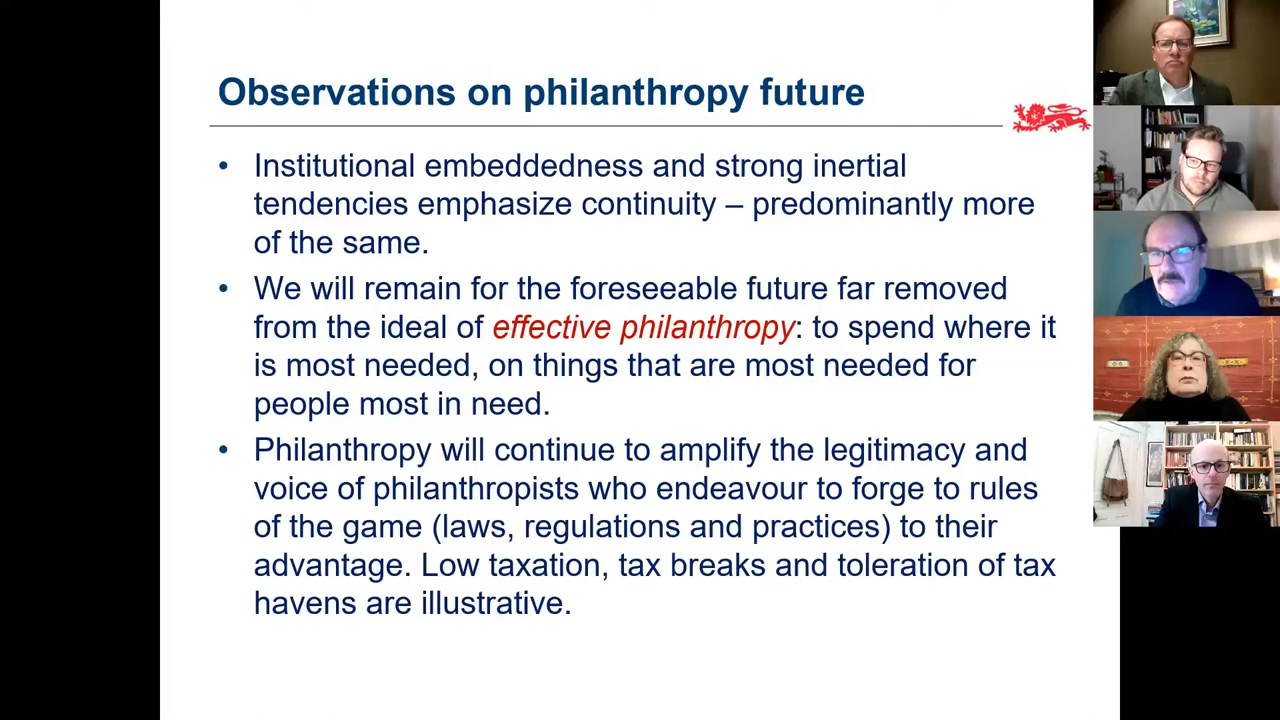 Observations on philanthropy future
• Institutional embeddedness and strong inertial
tendencies emphasize continuity – predominantly more
of the same.
• We will remain for the foreseeable future far removed
from the ideal of effective philanthropy: to spend where it
is most needed, on things that are most needed for
people most in need.
• Philanthropy will continue to amplify the legitimacy and
voice of philanthropists who endeavour to forge to rules
of the game (laws, regulations and practices) to their
advantage. Low taxation, tax breaks and toleration of tax
havens are illustrative.